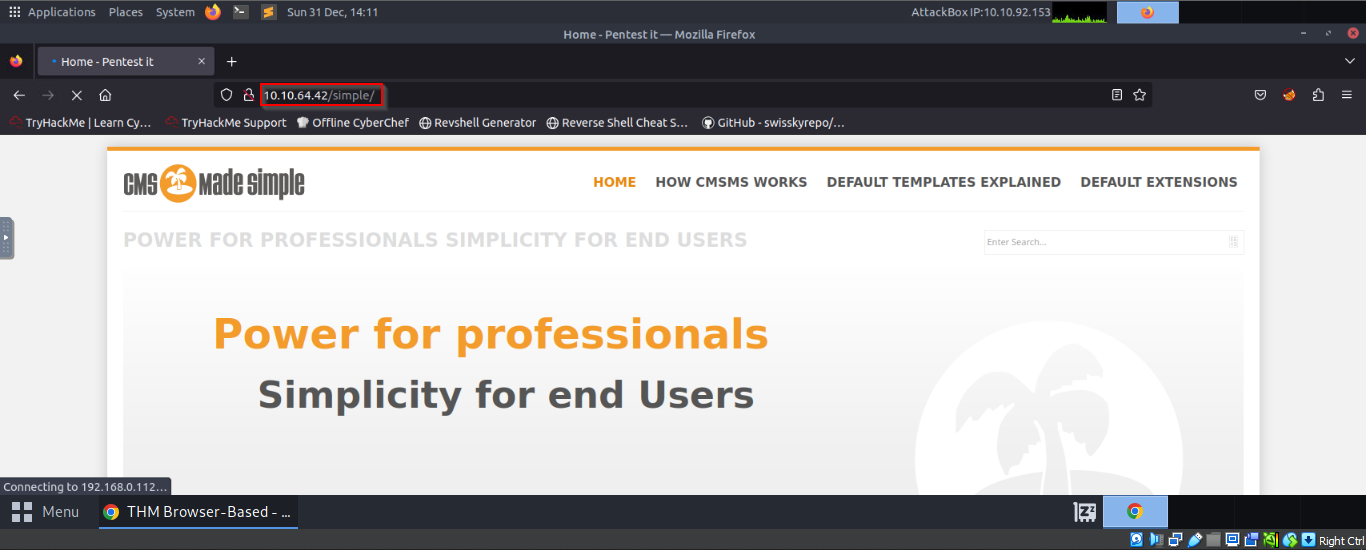 Applications Places System Sun 31 Dec, 14:11 AttackBox IP:10.10.92.153
Home - Pentest it — Mozilla Firefox
Home - Pentest it
10.10.64.42/simple/
TryHackMe | Learn Cy... TryHackMe Support Offline CyberChef Revshell Generator Reverse Shell Cheat S... GitHub - swisskyrepo/...
CMS Made Simple HOME HOW CMSMS WORKS DEFAULT TEMPLATES EXPLAINED DEFAULT EXTENSIONS
POWER FOR PROFESSIONALS SIMPLICITY FOR END USERS
Enter Search...
Power for professionals
Simplicity for end Users
Connecting to 192.168.0.112...
Menu THM Browser-Based - ...
Right Ctrl